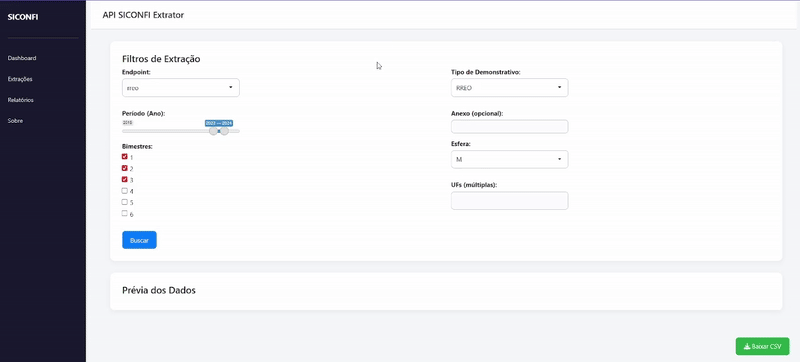 SICONFI
Dashboard
Extrações
Relatórios
Sobre
API SICONFI Extrator
Filtros de Extração
Endpoint:
rreo
Período (Ano):
2015
2023 — 2024
Bimestres:
1
2
3
4
5
6
Buscar
Tipo de Demonstrativo:
RREO
Anexo (opcional):
Esfera:
M
UFs (múltiplas):
Prévia dos Dados
Baixar CSV